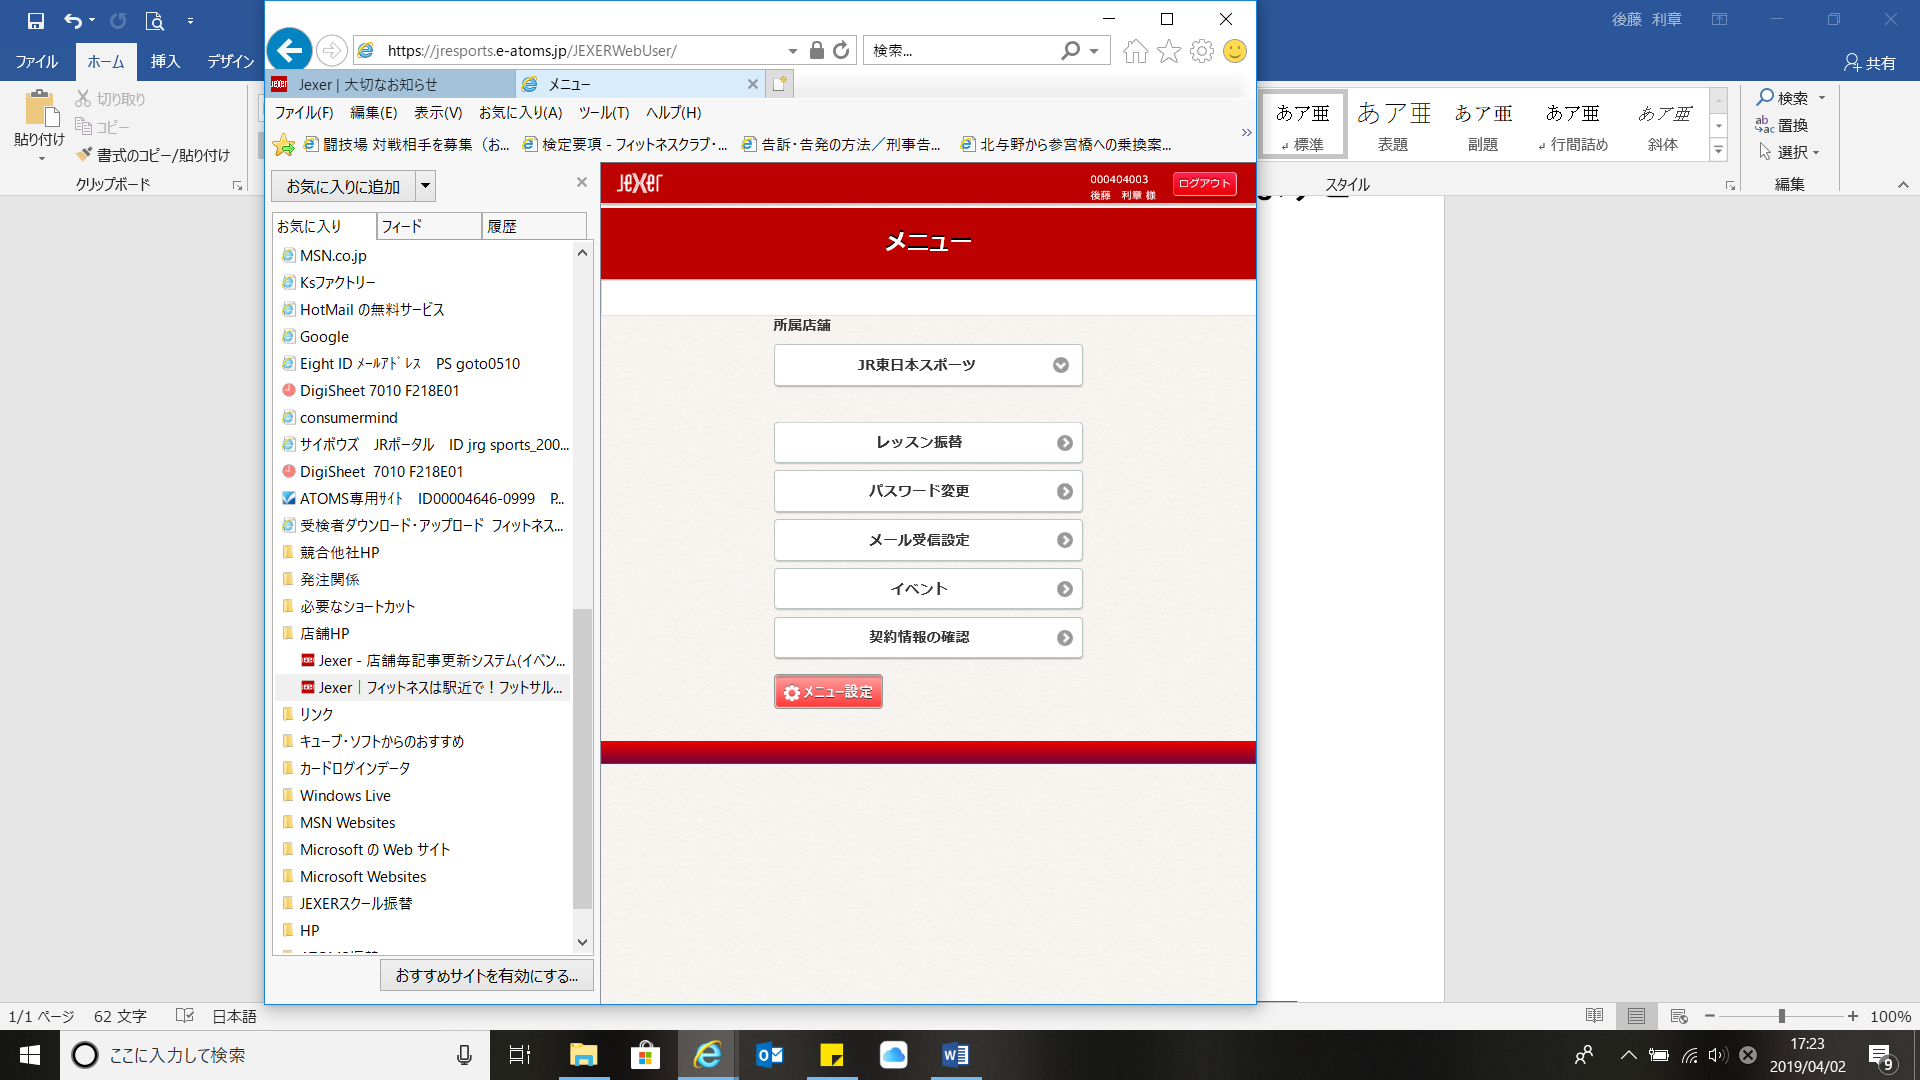 後藤 利章
ファイル ホーム 挿入 デザイン
共有
貼り付け
切り取り
コピー
書式のコピー/貼り付け
クリップボード
あア亜 あア亜 あア亜 あア亜 あア亜
標準 表題 副題 行間詰め 斜体
スタイル
検索
置換
選択
編集
https://jresports.e-atoms.jp/JEXERWebUser/
検索...
Jexer | 大切なお知らせ
メニュー
ファイル(F) 編集(E) 表示(V) お気に入り(A) ツール(T) ヘルプ(H)
闘技場 対戦相手を募集（お...
検定要項 - フィットネスクラブ・...
告訴・告発の方法／刑事告...
北与野から参宮橋への乗換案...
お気に入りに追加
お気に入り フィード 履歴
MSN.co.jp
Ksファクトリー
HotMail の無料サービス
Google
Eight ID ﾒｰﾙｱﾄﾞﾚｽ PS goto0510
DigiSheet 7010 F218E01
consumermind
サイボウズ JRポータル ID jrg sports_200...
DigiSheet 7010 F218E01
ATOMS専用ｻｲﾄ ID00004646-0999 P...
受検者ダウンロード・アップロード フィットネス...
競合他社HP
発注関係
必要なショートカット
店舗HP
Jexer - 店舗毎記事更新システム(イベン...
Jexer｜フィットネスは駅近で！フットサル...
リンク
キューブ・ソフトからのおすすめ
カードログインデータ
Windows Live
MSN Websites
Microsoft の Web サイト
Microsoft Websites
JEXERスクール振替
HP
おすすめサイトを有効にする...
JEXER
000404003
後藤 利章 様
ログアウト
メニュー
所属店舗
JR東日本スポーツ
レッスン振替
パスワード変更
メール受信設定
イベント
契約情報の確認
メニュー設定
1/1 ページ 62 文字 日本語
100%
ここに入力して検索
17:23
2019/04/02
9